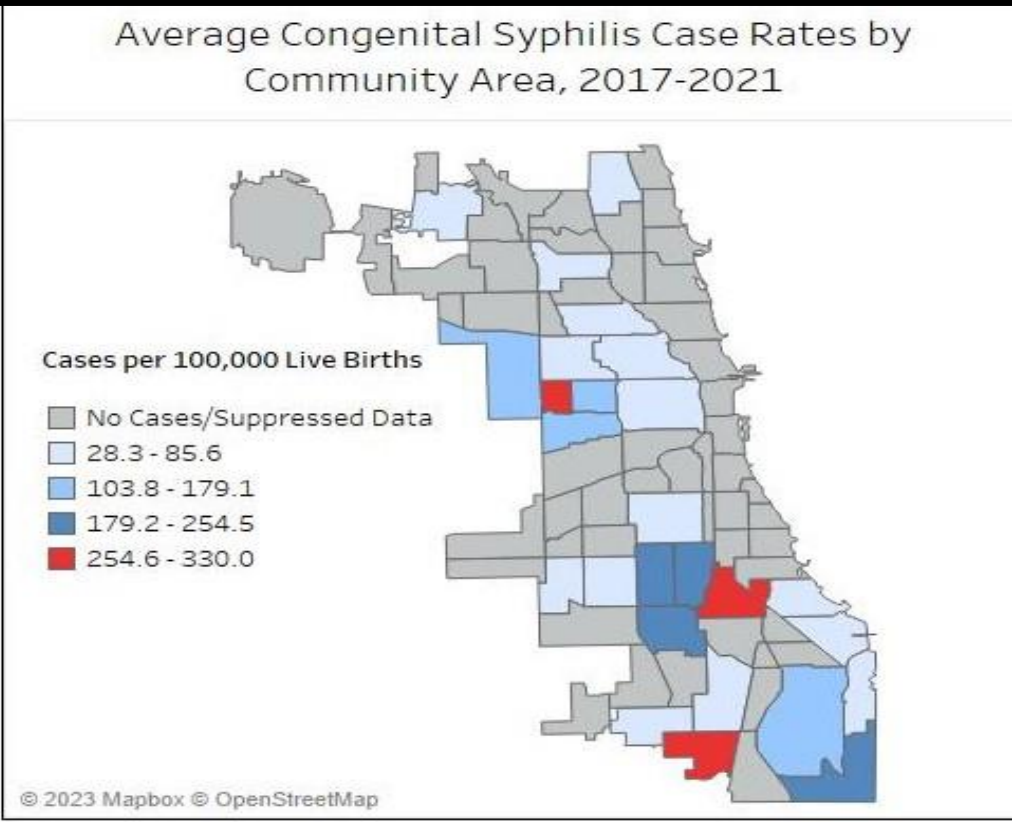 Average Congenital Syphilis Case Rates by
Community Area, 2017-2021
Cases per 100,000 Live Births
No Cases/Suppressed Data
28.3 - 85.6
103.8 - 179.1
179.2 - 254.5
254.6 - 330.0
© 2023 Mapbox © OpenStreetMap